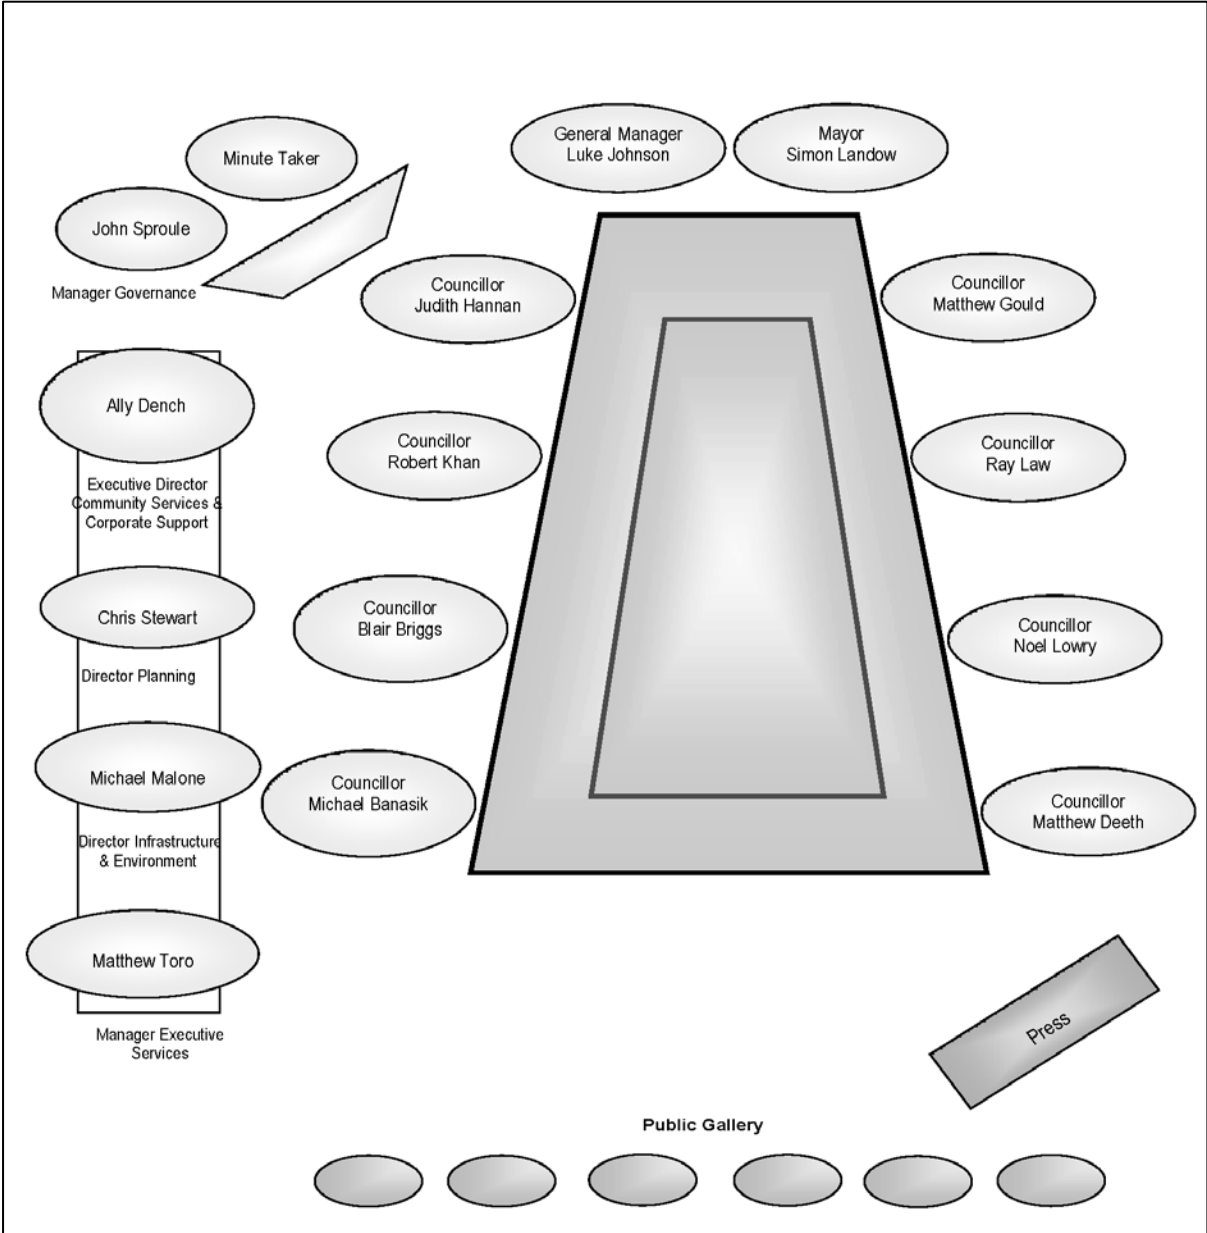 General Manager
Luke Johnson
Mayor
Simon Landow
Minute Taker
John Sproule
Manager Governance
Councillor
Judith Hannan
Councillor
Matthew Gould
Ally Dench
Executive Director
Community Services &
Corporate Support
Councillor
Robert Khan
Councillor
Ray Law
Chris Stewart
Director Planning
Councillor
Blair Briggs
Councillor
Noel Lowry
Michael Malone
Director Infrastructure
& Environment
Councillor
Michael Banasik
Councillor
Matthew Deeth
Matthew Toro
Manager Executive
Services
Press
Public Gallery